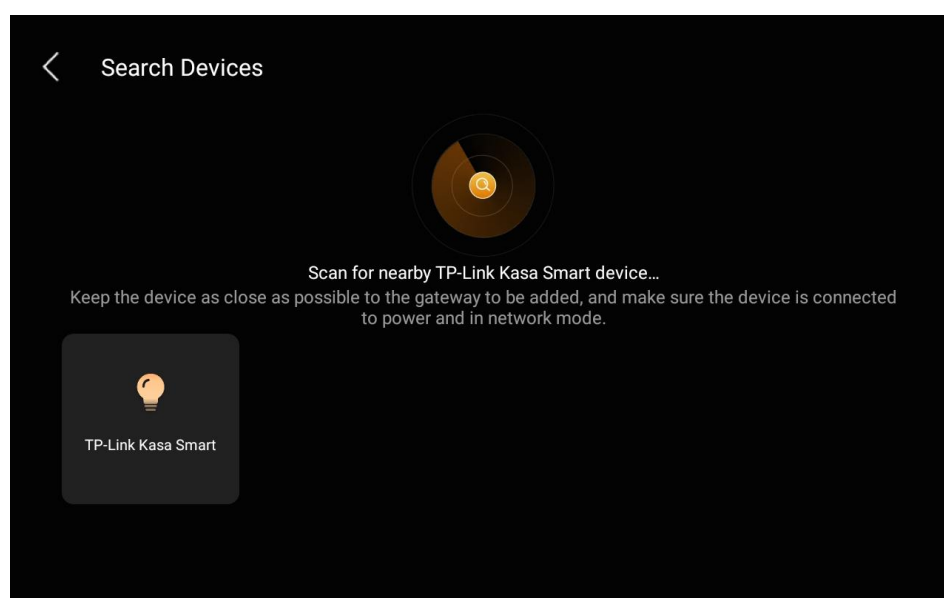 Search Devices
Scan for nearby TP-Link Kasa Smart device...
Keep the device as close as possible to the gateway to be added, and make sure the device is connected
to power and in network mode.
TP-Link Kasa Smart